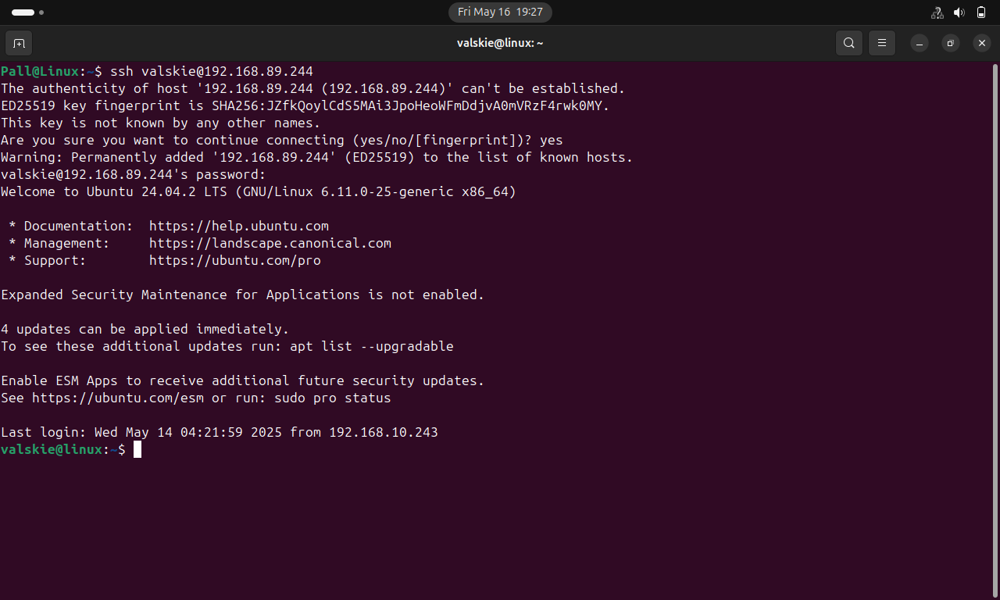 Fri May 16 19:27
valskie@linux: ~
Pall@Linux:~$ ssh valskie@192.168.89.244
The authenticity of host '192.168.89.244 (192.168.89.244)' can't be established.
ED25519 key fingerprint is SHA256:JZfkQoylCdS5MAi3JpoHeoWFmDdjvA0mVRzF4rwk0MY.
This key is not known by any other names.
Are you sure you want to continue connecting (yes/no/[fingerprint])? yes
Warning: Permanently added '192.168.89.244' (ED25519) to the list of known hosts.
valskie@192.168.89.244's password:
Welcome to Ubuntu 24.04.2 LTS (GNU/Linux 6.11.0-25-generic x86_64)
* Documentation:  https://help.ubuntu.com
* Management:     https://landscape.canonical.com
* Support:        https://ubuntu.com/pro
Expanded Security Maintenance for Applications is not enabled.
4 updates can be applied immediately.
To see these additional updates run: apt list --upgradable
Enable ESM Apps to receive additional future security updates.
See https://ubuntu.com/esm or run: sudo pro status
Last login: Wed May 14 04:21:59 2025 from 192.168.10.243
valskie@linux:~$